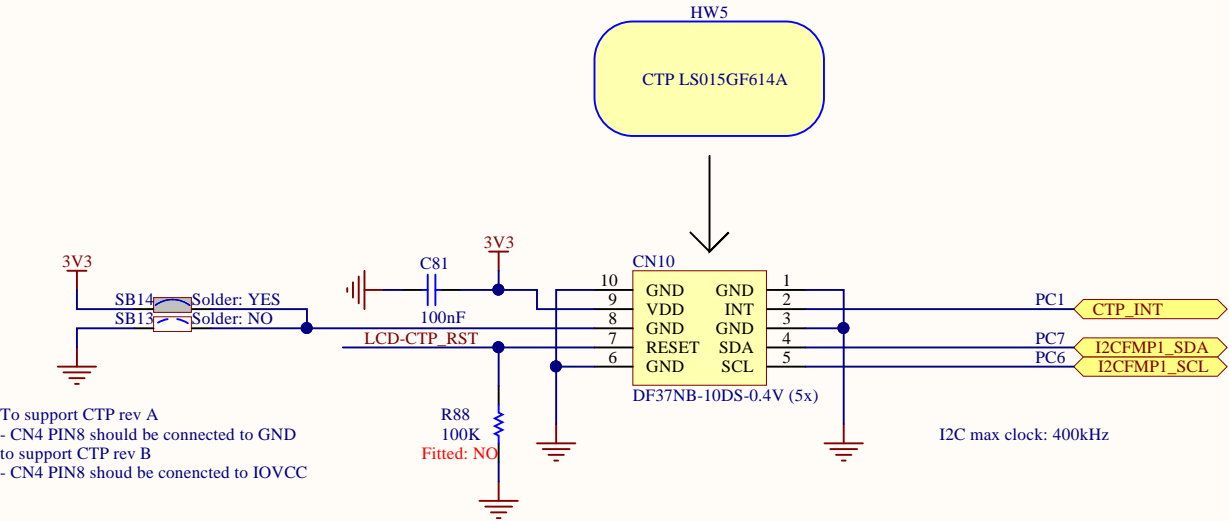 HW5
CTP LS015GF614A
3V3
3V3
C81
100nF
CN10
SB14
Solder: YES
SB13
Solder: NO
LCD-CTP_RST
10
9
8
7
6
GND
VDD
GND
RESET
GND
GND
INT
GND
SDA
SCL
1
2
3
4
5
DF37NB-10DS-0.4V (5x)
PC1
CTP_INT
PC7
I2CFMP1_SDA
PC6
I2CFMP1_SCL
R88
100K
Fitted: NO
I2C max clock: 400kHz
To support CTP rev A
- CN4 PIN8 should be connected to GND
to support CTP rev B
- CN4 PIN8 shoud be conencted to IOVCC